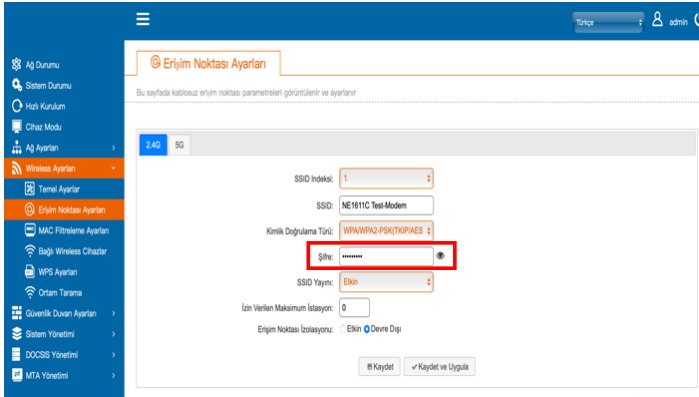 Türkçe
admin
Ağ Durumu
Sistem Durumu
Hızlı Kurulum
Cihaz Modu
Ağ Ayarları
Wireless Ayarları
Temel Ayarlar
Erişim Noktası Ayarları
MAC Filtreleme Ayarları
Bağlı Wireless Cihazlar
WPS Ayarları
Ortam Tarama
Güvenlik Duvarı Ayarları
Sistem Yönetimi
DOCSIS Yönetimi
MTA Yönetimi
Erişim Noktası Ayarları
Bu sayfada kablosuz erişim noktası parametreleri görüntülenir ve ayarlanır
2.4G 5G
SSID Indeksi: 1
SSID: NE1611C Test-Modem
Kimlik Doğrulama Türü: WPA/WPA2-PSK(TKIP/AES
Şifre: •••••••••
SSID Yayını: Etkin
İzin Verilen Maksimum İstasyon: 0
Erişim Noktası İzolasyonu: Etkin Devre Dışı
Kaydet Kaydet ve Uygula